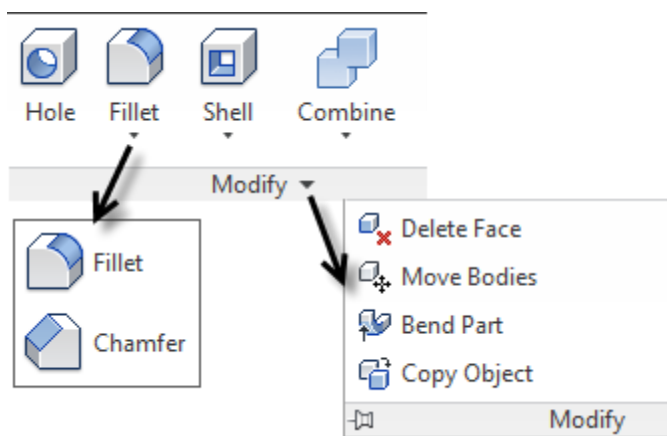 Hole Fillet Shell Combine
Modify
Fillet
Chamfer
Delete Face
Move Bodies
Bend Part
Copy Object
Modify